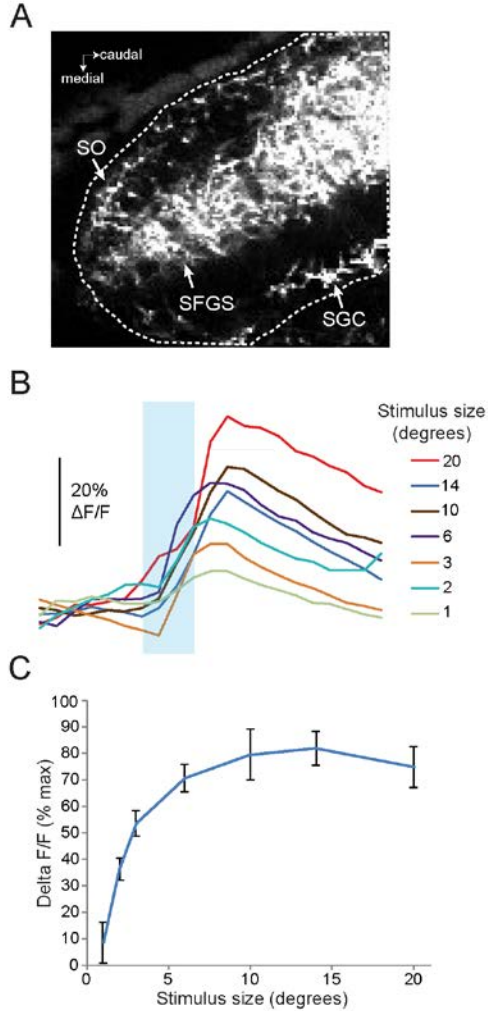 A
caudal
medial
SO
SFGS
SGC
B
Stimulus size
(degrees)
20%
ΔF/F
20
14
10
6
3
2
1
C
Delta F/F (% max)
100
90
80
70
60
50
40
30
20
10
0
0 5 10 15 20
Stimulus size (degrees)